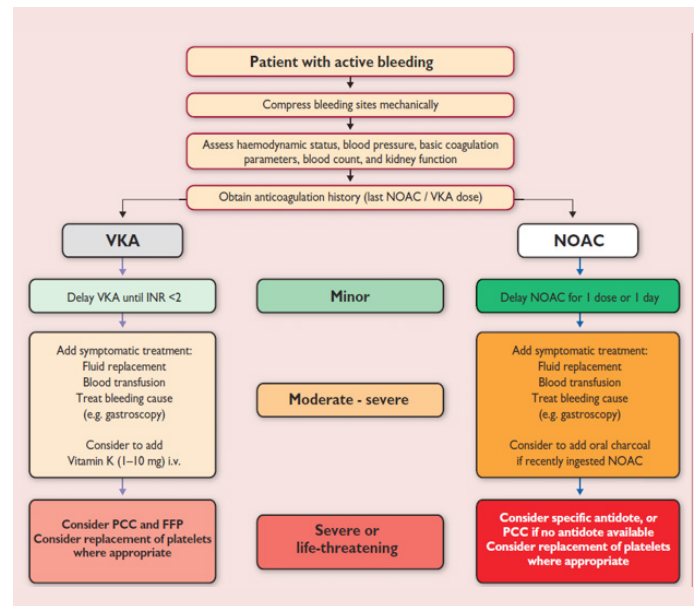 Patient with active bleeding
Compress bleeding sites mechanically
Assess haemodynamic status, blood pressure, basic coagulation
parameters, blood count, and kidney function
Obtain anticoagulation history (last NOAC / VKA dose)
VKA
NOAC
Delay VKA until INR <2
Minor
Delay NOAC for 1 dose or 1 day
Add symptomatic treatment:
Fluid replacement
Blood transfusion
Treat bleeding cause
(e.g. gastroscopy)
Consider to add
Vitamin K (1–10 mg) i.v.
Moderate - severe
Add symptomatic treatment:
Fluid replacement
Blood transfusion
Treat bleeding cause
(e.g. gastroscopy)
Consider to add oral charcoal
if recently ingested NOAC
Consider PCC and FFP
Consider replacement of platelets
where appropriate
Severe or
life-threatening
Consider specific antidote, or
PCC if no antidote available
Consider replacement of platelets
where appropriate